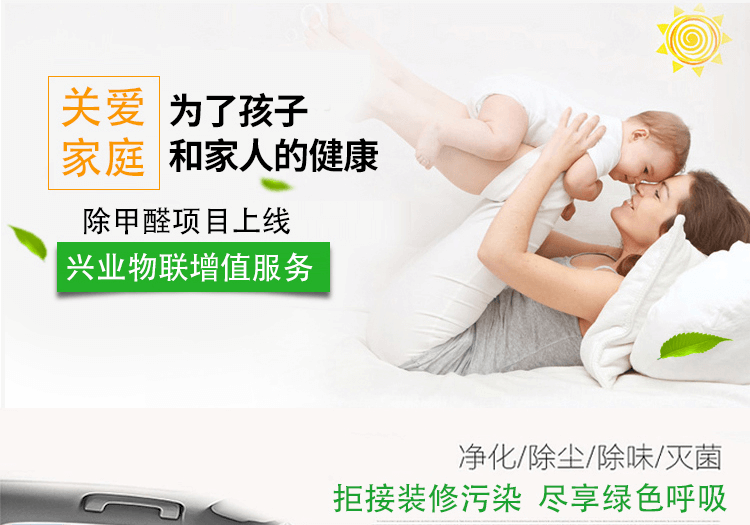 关爱
家庭
为了孩子
和家人的健康
除甲醛项目上线
兴业物联增值服务
净化/除尘/除味/灭菌
拒接装修污染 尽享绿色呼吸